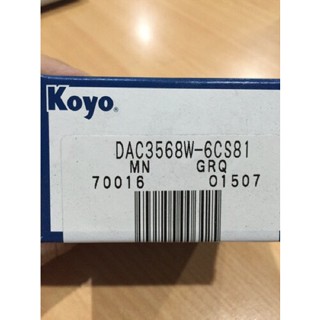 Koyo®
DAC3568W-6CS81
MN GRQ
70016 01507